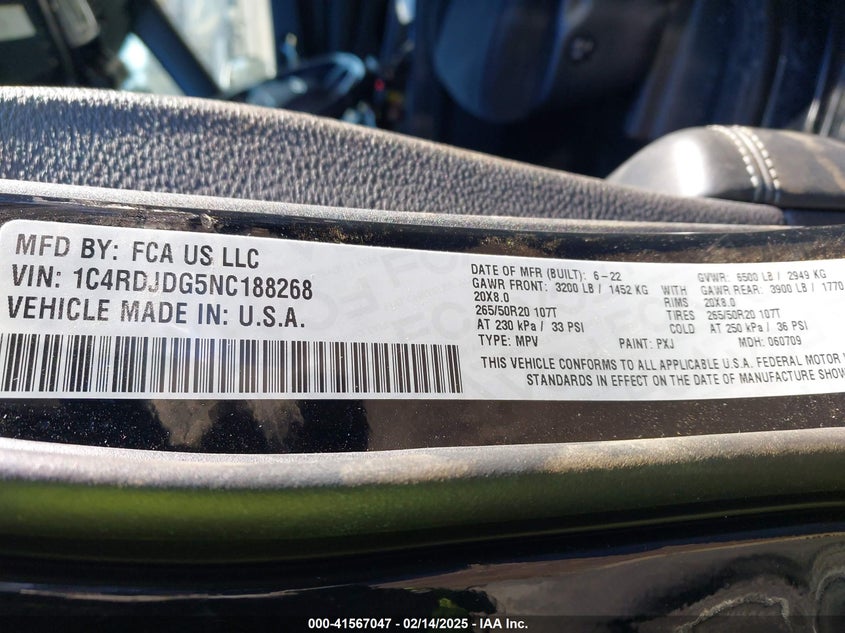 MFD BY: FCA US LLC
VIN: 1C4RDJDG5NC188268
VEHICLE MADE IN: U.S.A.
DATE OF MFR (BUILT): 6-22 GVWR: 6500 LB / 2949 KG
GAWR FRONT: 3200 LB / 1452 KG WITH GAWR REAR: 3900 LB / 1770
20X8.0 RIMS 20X8.0
265/50R20 107T TIRES 265/50R20 107T
AT 230 kPa / 33 PSI COLD AT 250 kPa / 36 PSI
TYPE: MPV PAINT: PXJ MDH: 060709
THIS VEHICLE CONFORMS TO ALL APPLICABLE U.S.A. FEDERAL MOTOR
STANDARDS IN EFFECT ON THE DATE OF MANUFACTURE SHOW
000-41567047 — 02/14/2025 — IAA Inc.